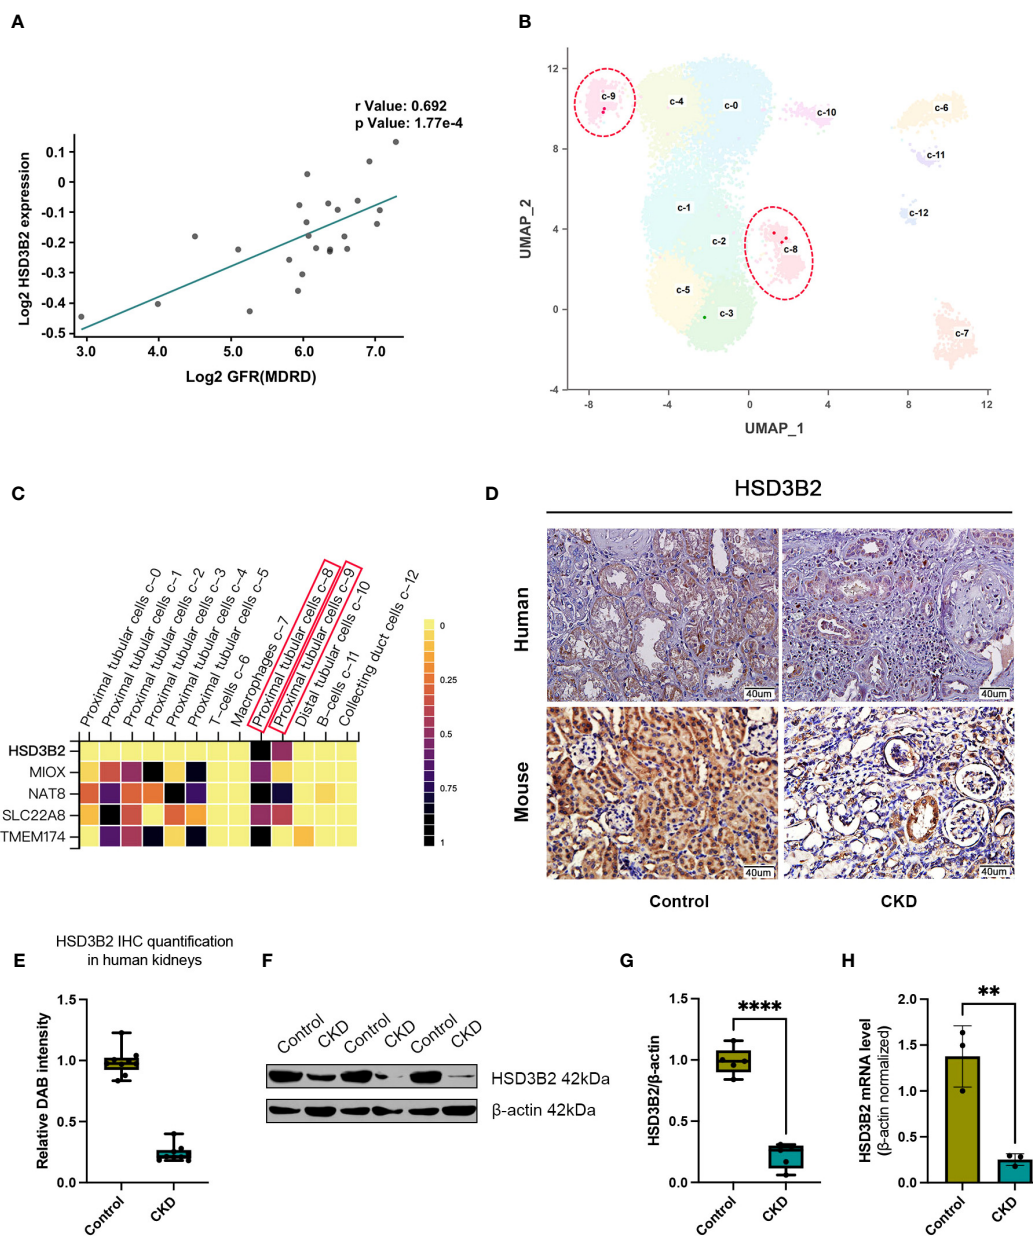 A
r Value: 0.692
p Value: 1.77e-4
Log2 HSD3B2 expression
0.1
0
-0.1
-0.2
-0.3
-0.4
-0.5
3.0 4.0 5.0 6.0 7.0
Log2 GFR(MDRD)
B
UMAP_2
12
8
4
0
-4
-8 -4 0 4 8 12
UMAP_1
c-9
c-4
c-0
c-10
c-6
c-11
c-1
c-12
c-2
c-8
c-5
c-3
c-7
C
Proximal tubular cells c-0
Proximal tubular cells c-1
Proximal tubular cells c-2
Proximal tubular cells c-3
Proximal tubular cells c-4
Proximal tubular cells c-5
T-cells c-6
Macrophages c-7
Proximal tubular cells c-8
Proximal tubular cells c-9
Distal tubular cells c-10
B-cells c-11
Collecting duct cells c-12
HSD3B2
MIOX
NAT8
SLC22A8
TMEM174
0
0.25
0.5
0.75
1
D
HSD3B2
Human
Mouse
40um
40um
40um
40um
Control CKD
E
HSD3B2 IHC quantification
in human kidneys
Relative DAB intensity
1.5
1.0
0.5
0.0
Control CKD
F
Control CKD Control CKD Control CKD
HSD3B2 42kDa
β-actin 42kDa
G
HSD3B2/β-actin
1.5
1.0
0.5
0.0
****
Control CKD
H
HSD3B2 mRNA level
(β-actin normalized)
2.0
1.5
1.0
0.5
0.0
**
Control CKD